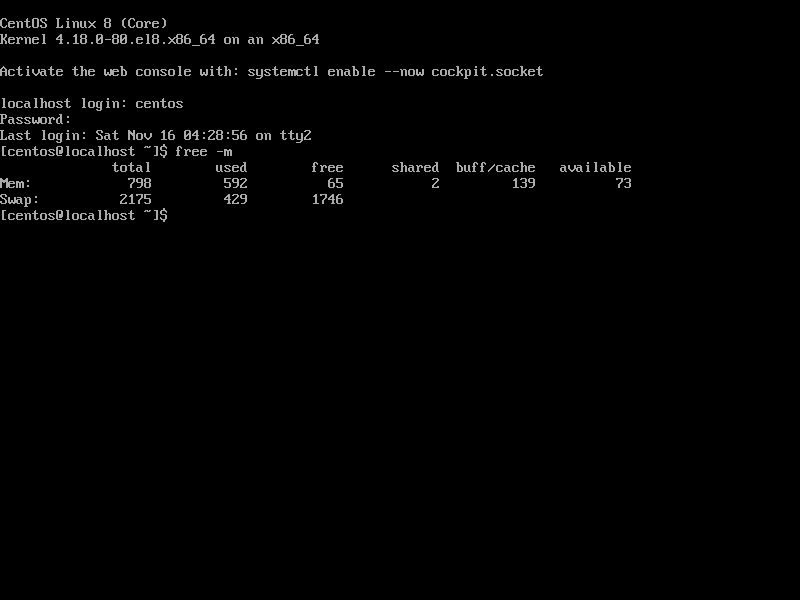 CentOS Linux 8 (Core)
Kernel 4.18.0-80.el8.x86_64 on an x86_64
Activate the web console with: systemctl enable --now cockpit.socket
localhost login: centos
Password:
Last login: Sat Nov 16 04:28:56 on tty2
[centos@localhost ~]$ free -m
              total        used        free      shared  buff/cache   available
Mem:            798         592          65           2         139          73
Swap:          2175         429        1746
[centos@localhost ~]$